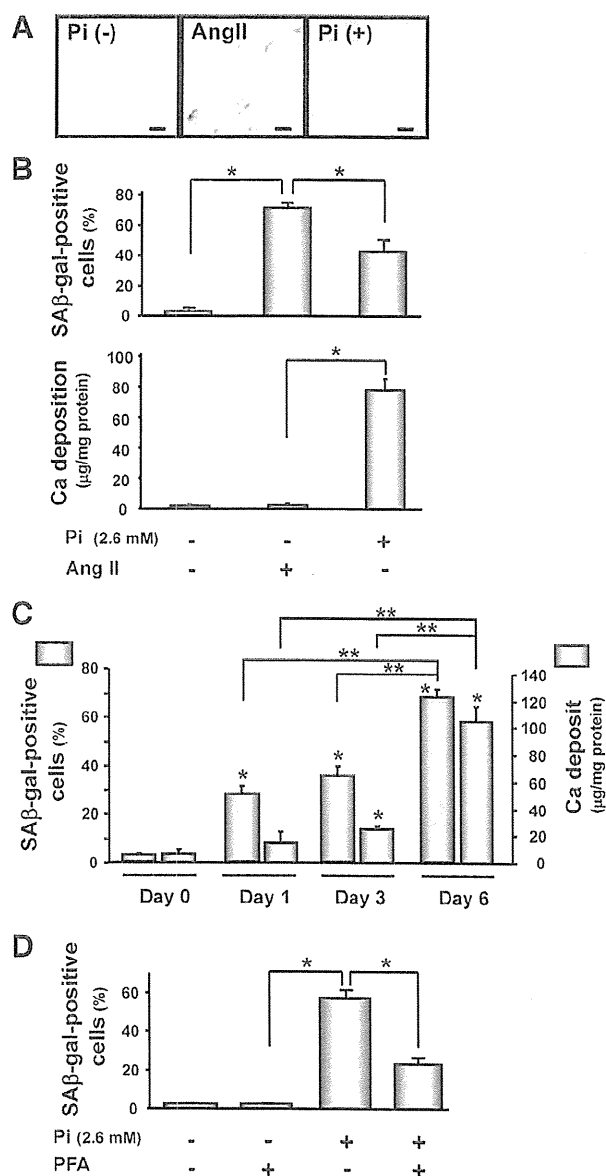 A
Pi (-) AngII Pi (+)
B
* *
SAβ-gal-positive
cells (%)
80
60
40
20
0
*
Ca deposition
(μg/mg protein)
100
80
60
40
20
0
Pi (2.6 mM) - - +
Ang II - + -
C
**
**
**
**
SAβ-gal-positive
cells (%)
80
60
40
20
0
* * * * *
140
120
100
80
60
40
20
0
Ca deposit
(μg/mg protein)
Day 0 Day 1 Day 3 Day 6
D
* *
SAβ-gal-positive
cells (%)
60
40
20
0
Pi (2.6 mM) - - + +
PFA - + - +